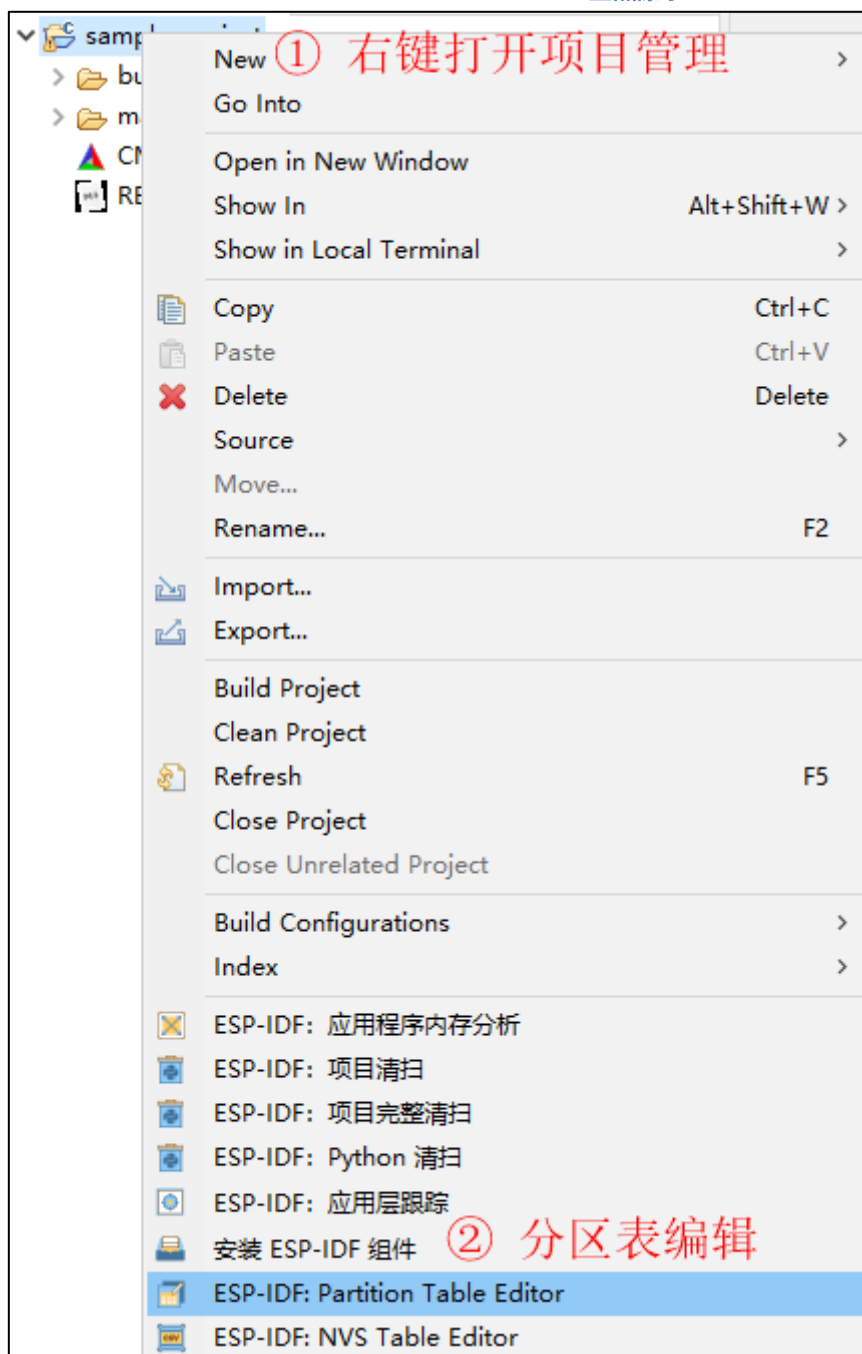 New ① 右键打开项目管理
Go Into
Open in New Window
Show In Alt+Shift+W
Show in Local Terminal
Copy Ctrl+C
Paste Ctrl+V
Delete Delete
Source
Move...
Rename... F2
Import...
Export...
Build Project
Clean Project
Refresh F5
Close Project
Close Unrelated Project
Build Configurations
Index
ESP-IDF：应用程序内存分析
ESP-IDF：项目清扫
ESP-IDF：项目完整清扫
ESP-IDF：Python 清扫
ESP-IDF：应用层跟踪
安装 ESP-IDF 组件 ② 分区表编辑
ESP-IDF: Partition Table Editor
ESP-IDF: NVS Table Editor